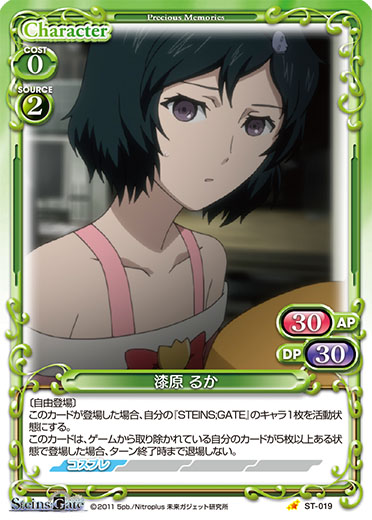 Precious Memories
Character
COST
0
SOURCE
2
30 AP
DP 30
漆原 るか
〔自由登場〕
このカードが登場した場合、自分の『STEINS;GATE』のキャラ1枚を活動状
態にする。
このカードは、ゲームから取り除かれている自分のカードが5枚以上ある状
態で登場した場合、ターン終了時まで退場しない。
コスプレ
Steins;Gate ©2011 5pb./Nitroplus 未来ガジェット研究所 ST-019